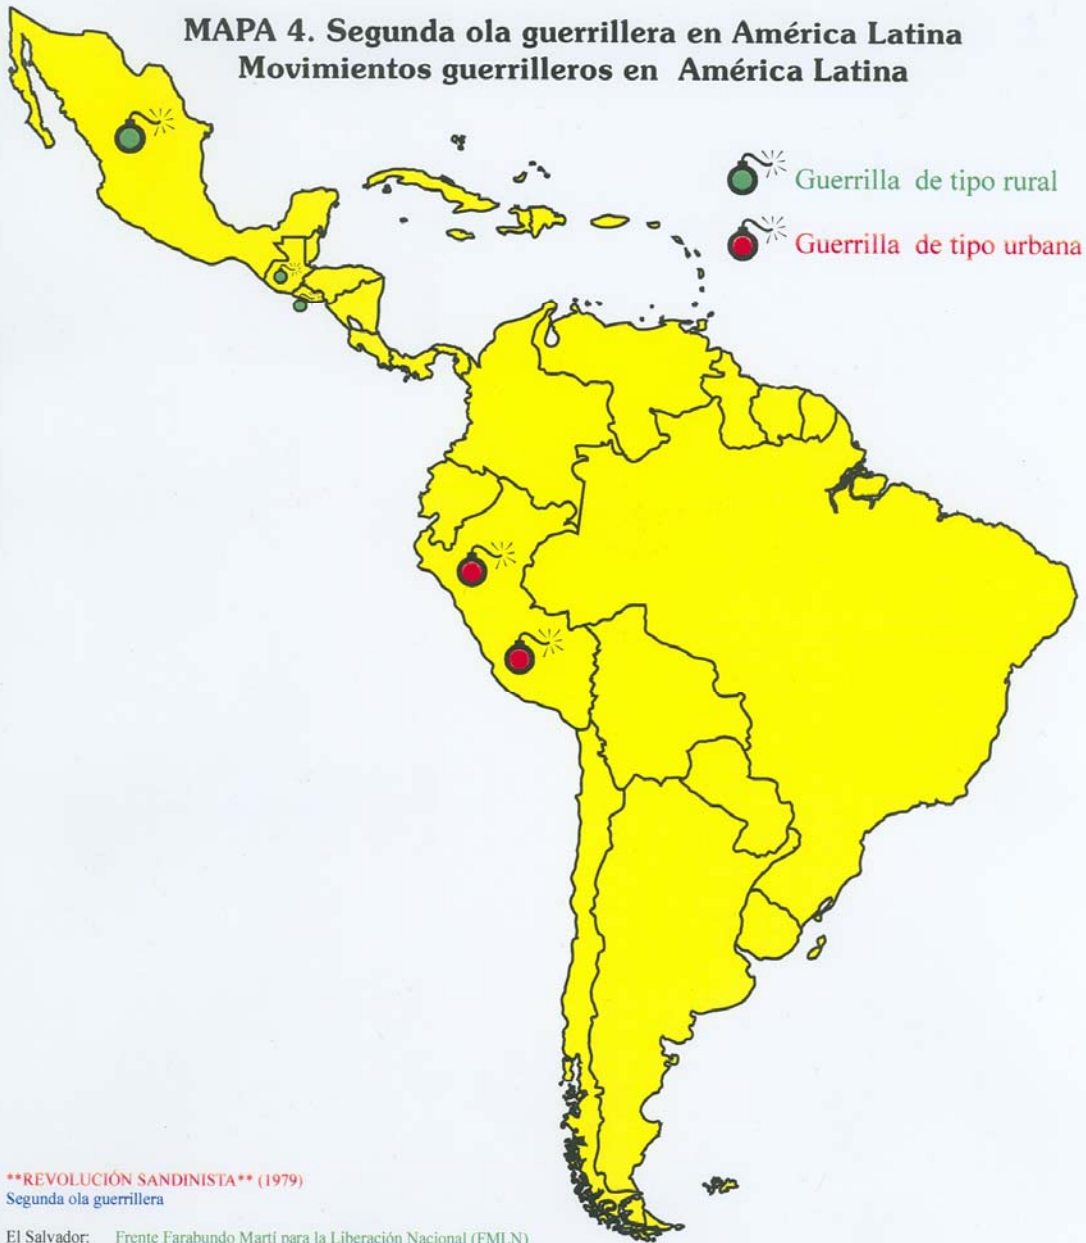 MAPA 4. Segunda ola guerrillera en América Latina
Movimientos guerrilleros en América Latina
Guerrilla de tipo rural
Guerrilla de tipo urbana
**REVOLUCIÓN SANDINISTA** (1979)
Segunda ola guerrillera
El Salvador: Frente Farabundo Martí para la Liberación Nacional (FMLN)